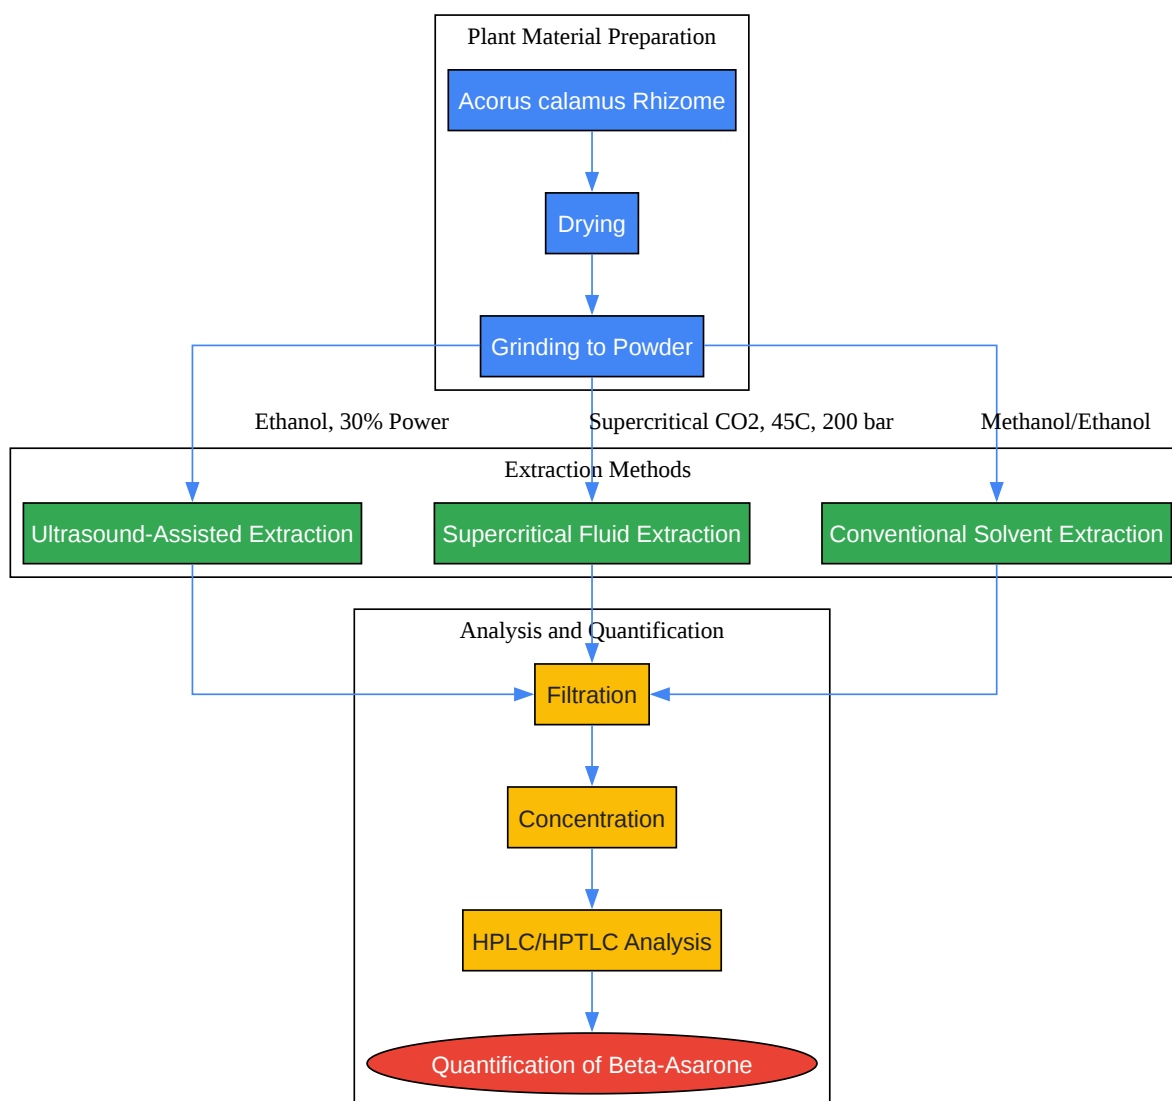 Plant Material Preparation
Acorus calamus Rhizome
Drying
Grinding to Powder
Ethanol, 30% Power
Supercritical CO2, 45C, 200 bar
Methanol/Ethanol
Extraction Methods
Ultrasound-Assisted Extraction
Supercritical Fluid Extraction
Conventional Solvent Extraction
Analysis and Quantification
Filtration
Concentration
HPLC/HPTLC Analysis
Quantification of Beta-Asarone